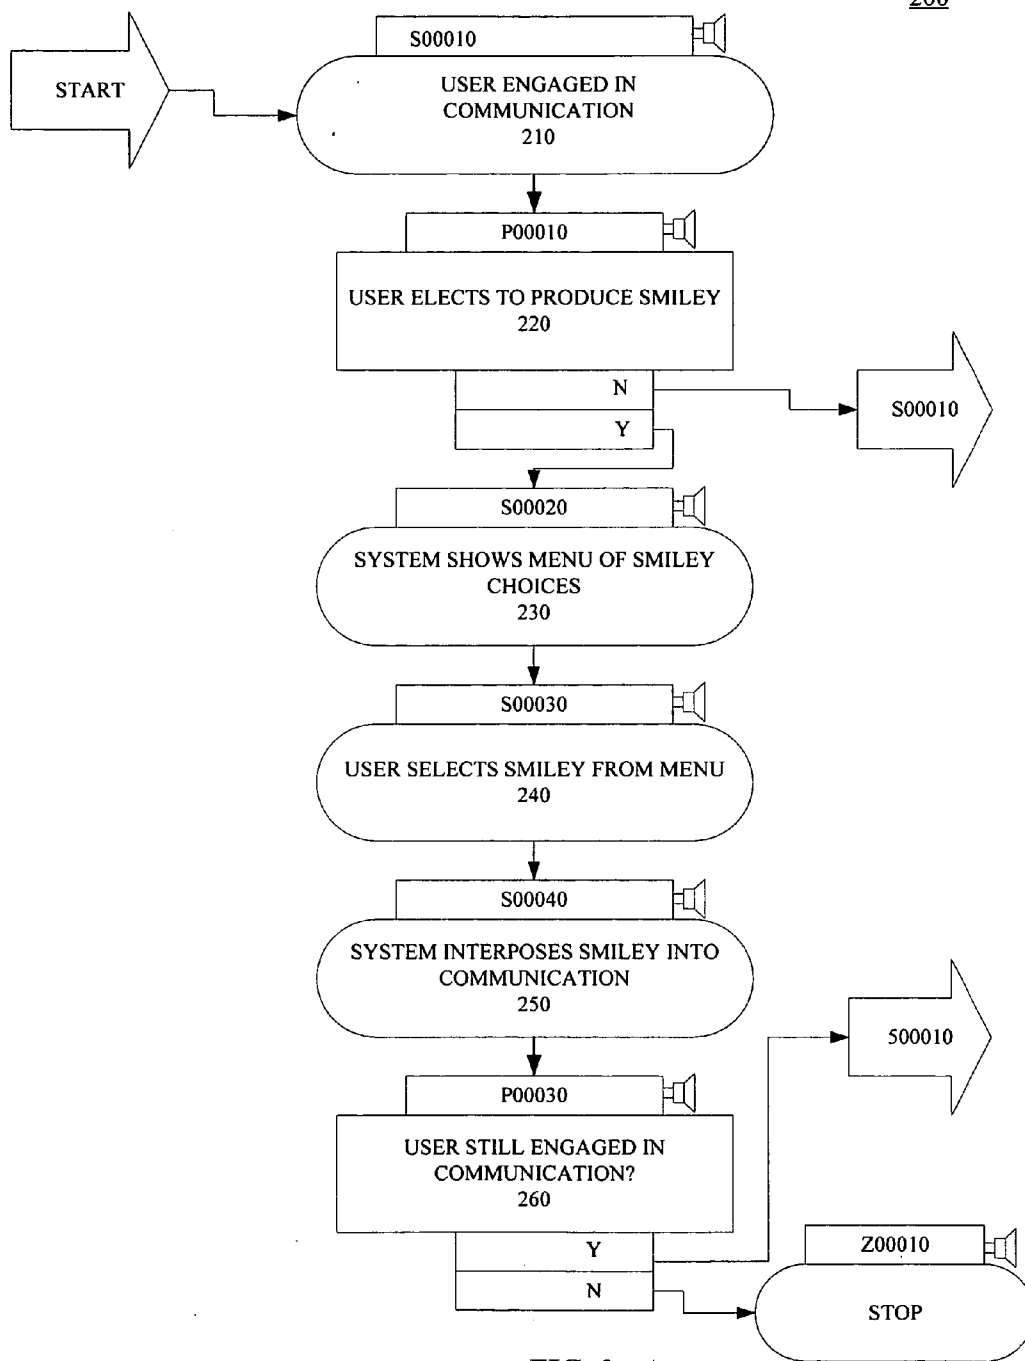 200
START
S00010
USER ENGAGED IN
COMMUNICATION
210
P00010
USER ELECTS TO PRODUCE SMILEY
220
N
Y
S00010
S00020
SYSTEM SHOWS MENU OF SMILEY
CHOICES
230
S00030
USER SELECTS SMILEY FROM MENU
240
S00040
SYSTEM INTERPOSES SMILEY INTO
COMMUNICATION
250
500010
P00030
USER STILL ENGAGED IN
COMMUNICATION?
260
Y
N
Z00010
STOP